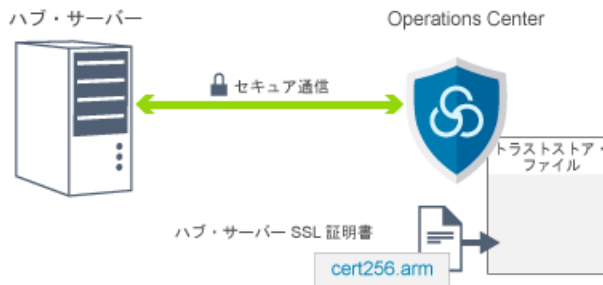 ハブ・サーバー
Operations Center
セキュア通信
トラストストア・
ファイル
ハブ・サーバー SSL 証明書
cert256.arm